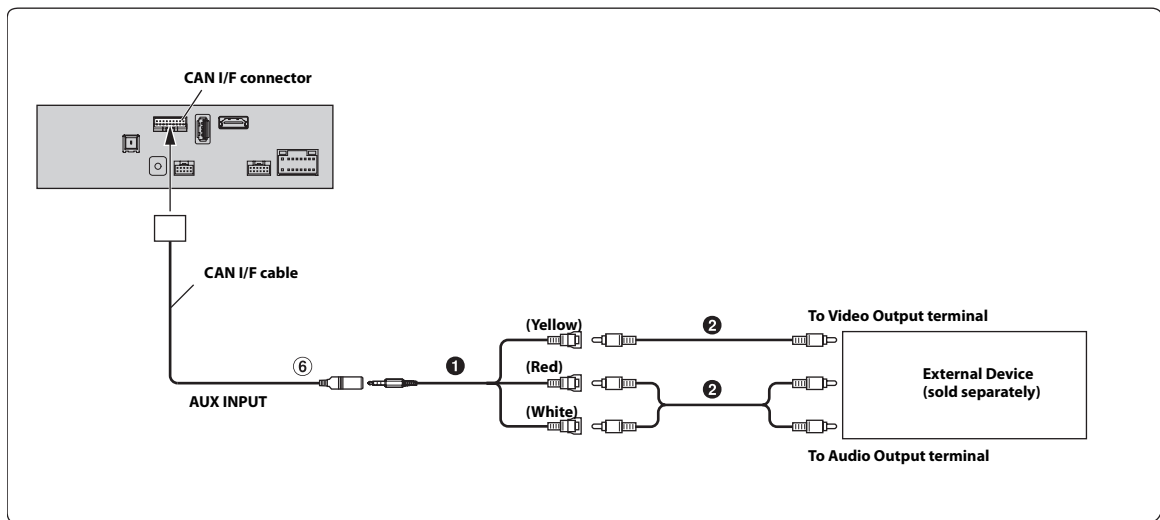 CAN I/F connector
CAN I/F cable
⑥
AUX INPUT
❶
(Yellow)
(Red)
(White)
❷
❷
To Video Output terminal
External Device
(sold separately)
To Audio Output terminal